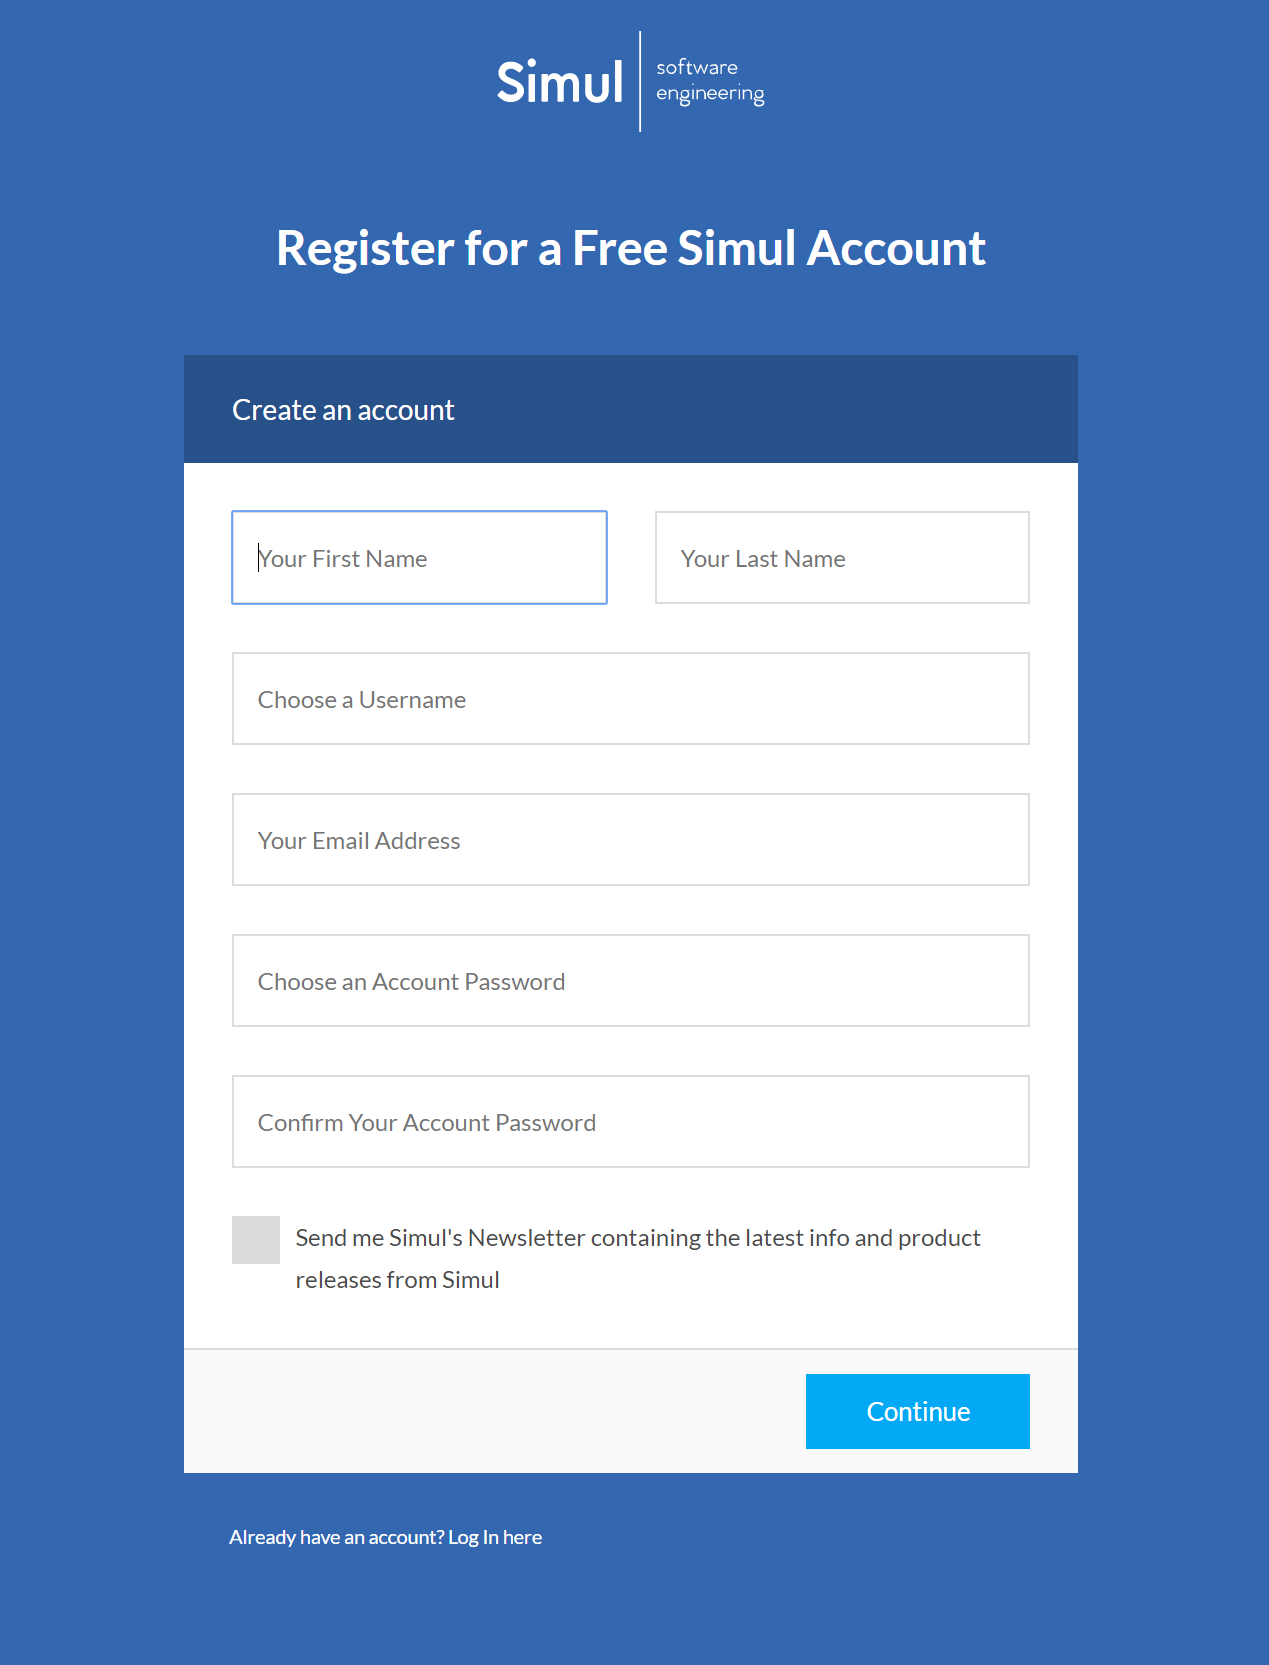 Simul
software
engineering
Register for a Free Simul Account
Create an account
Your First Name
Your Last Name
Choose a Username
Your Email Address
Choose an Account Password
Confirm Your Account Password
Send me Simul's Newsletter containing the latest info and product
releases from Simul
Continue
Already have an account? Log In here